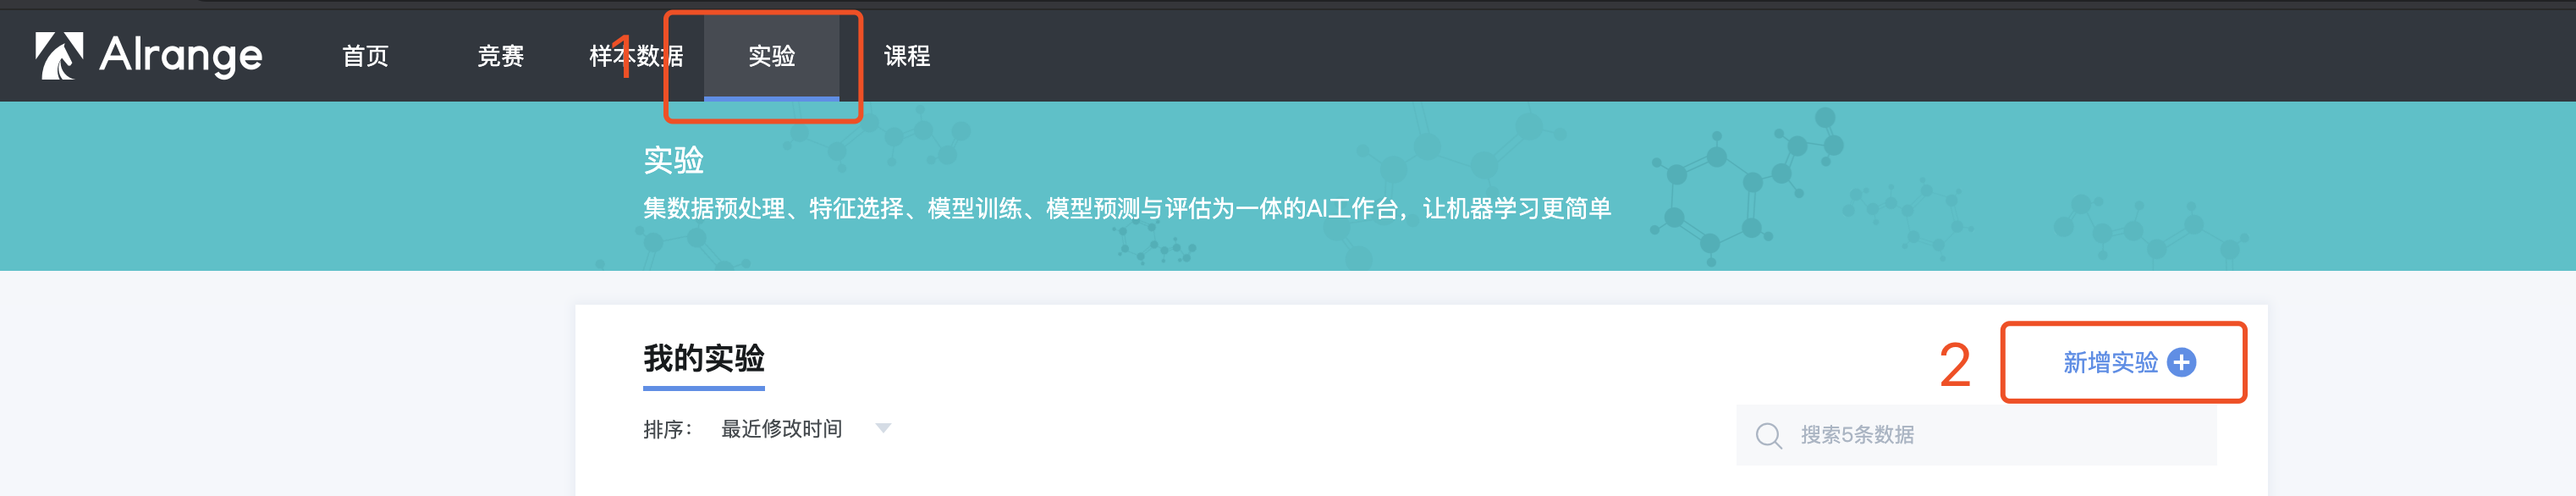 AIrange 首页 竞赛 样本数据 实验 课程
1
实验
集数据预处理、特征选择、模型训练、模型预测与评估为一体的AI工作台，让机器学习更简单
我的实验
2 新增实验
排序： 最近修改时间
搜索5条数据